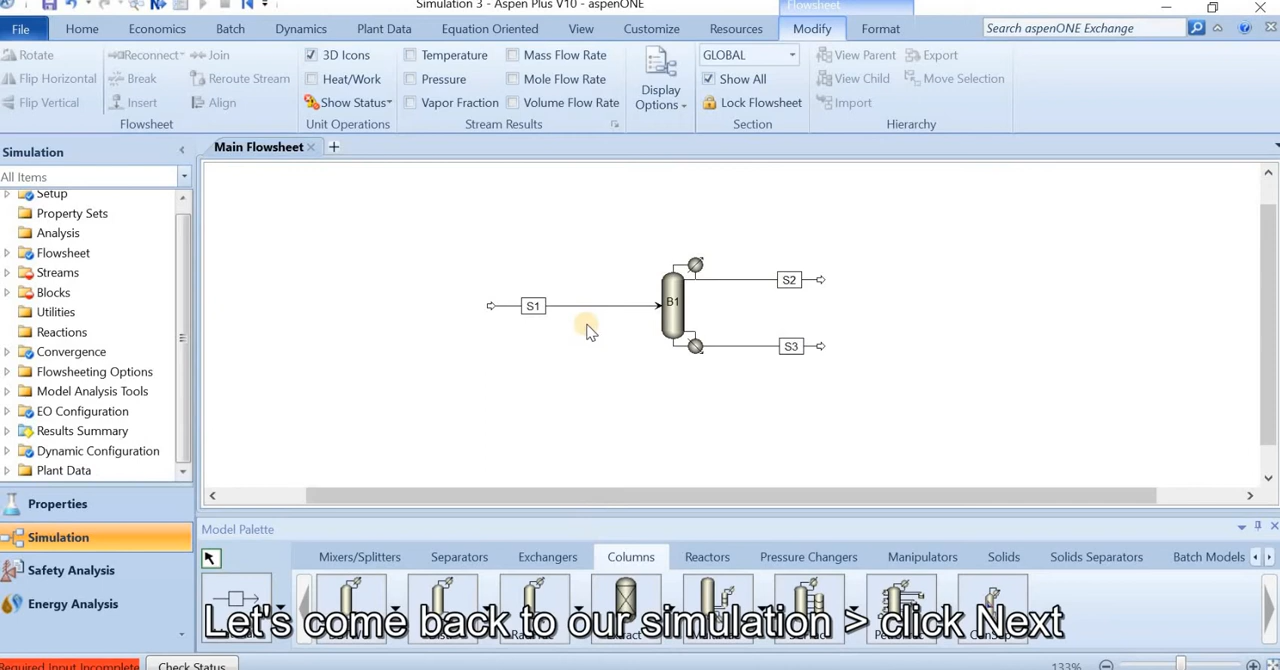 Simulation 3 - Aspen Plus V10 - aspenONE
Flowsheet
File Home Economics Batch Dynamics Plant Data Equation Oriented View Customize Resources Modify Format Search aspenONE Exchange
Rotate Reconnect Join 3D Icons Temperature Mass Flow Rate GLOBAL View Parent Export
Flip Horizontal Break Reroute Stream Heat/Work Pressure Mole Flow Rate Display Options Show All View Child Move Selection
Flip Vertical Insert Align Show Status Vapor Fraction Volume Flow Rate Lock Flowsheet Import
Flowsheet Unit Operations Stream Results Section Hierarchy
Simulation
All Items
Main Flowsheet
Setup
Property Sets
Analysis
Flowsheet
Streams
Blocks
Utilities
Reactions
Convergence
Flowsheeting Options
Model Analysis Tools
EO Configuration
Results Summary
Dynamic Configuration
Plant Data
S1
B1
S2
S3
Properties
Simulation
Safety Analysis
Energy Analysis
Model Palette
Mixers/Splitters Separators Exchangers Columns Reactors Pressure Changers Manipulators Solids Solids Separators Batch Models
Let's come back to our simulation > click Next
Required Input Incomplete Check Status 133%